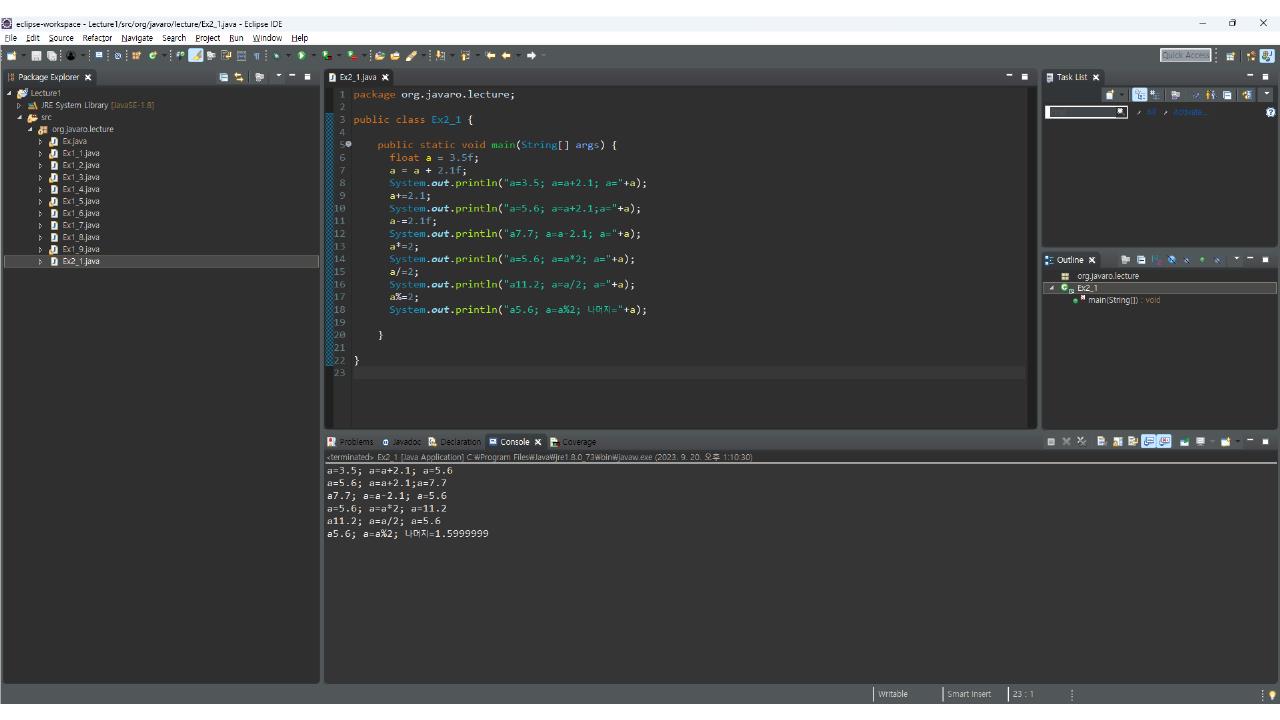 eclipse-workspace - Lecture1/src/org/javaro/lecture/Ex2_1.java - Eclipse IDE
File Edit Source Refactor Navigate Search Project Run Window Help
Quick Access
Package Explorer
Lecture1
JRE System Library [JavaSE-1.8]
src
org.javaro.lecture
Ex.java
Ex1_1.java
Ex1_2.java
Ex1_3.java
Ex1_4.java
Ex1_5.java
Ex1_6.java
Ex1_7.java
Ex1_8.java
Ex1_9.java
Ex2_1.java
Ex2_1.java
1 package org.javaro.lecture;
2
3 public class Ex2_1 {
4
5 public static void main(String[] args) {
6 float a = 3.5f;
7 a = a + 2.1f;
8 System.out.println("a=3.5; a=a+2.1; a="+a);
9 a+=2.1;
10 System.out.println("a=5.6; a=a+2.1;a="+a);
11 a-=2.1f;
12 System.out.println("a7.7; a=a-2.1; a="+a);
13 a*=2;
14 System.out.println("a=5.6; a=a*2; a="+a);
15 a/=2;
16 System.out.println("a11.2; a=a/2; a="+a);
17 a%=2;
18 System.out.println("a5.6; a=a%2; 나머지="+a);
19
20 }
21
22 }
23
Problems Javadoc Declaration Console Coverage
<terminated> Ex2_1 [Java Application] C:₩Program Files₩Java₩jre1.8.0_73₩bin₩javaw.exe (2023. 9. 20. 오후 1:10:30)
a=3.5; a=a+2.1; a=5.6
a=5.6; a=a+2.1;a=7.7
a7.7; a=a-2.1; a=5.6
a=5.6; a=a*2; a=11.2
a11.2; a=a/2; a=5.6
a5.6; a=a%2; 나머지=1.5999999
Task List
All Activate...
Outline
org.javaro.lecture
Ex2_1
main(String[]) : void
Writable Smart Insert 23 : 1